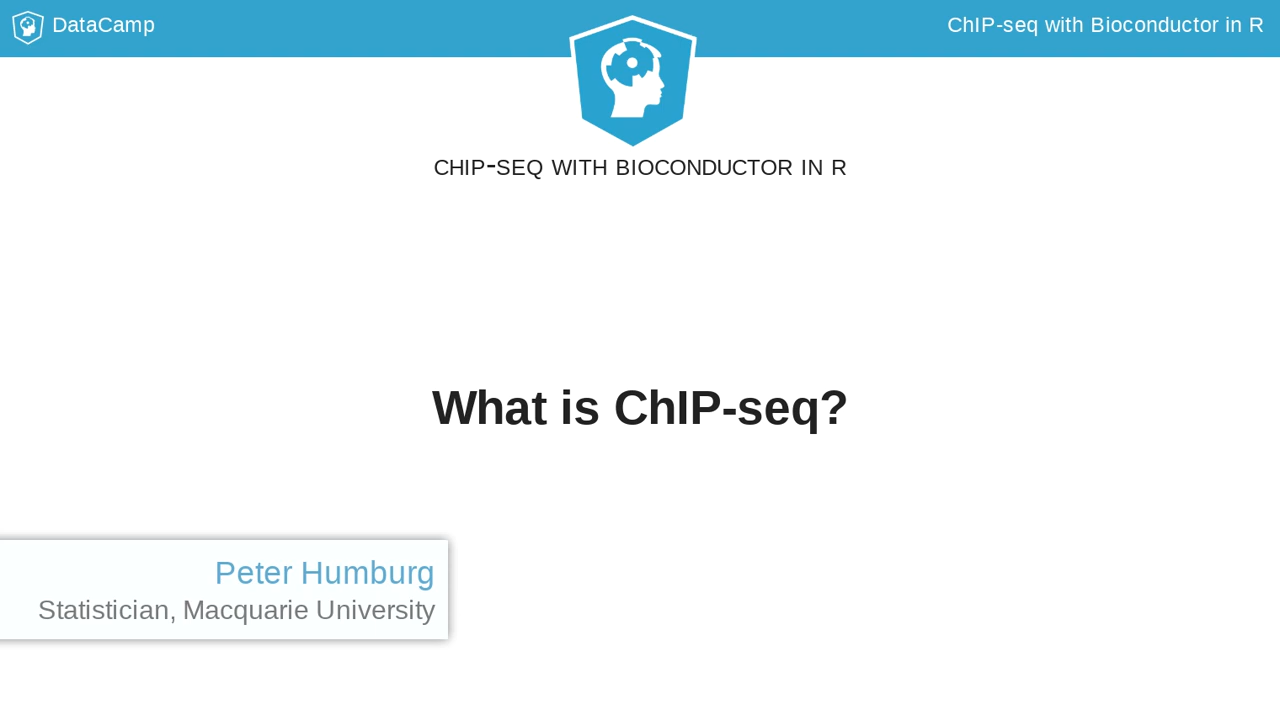 DataCamp
ChIP-seq with Bioconductor in R
CHIP-SEQ WITH BIOCONDUCTOR IN R
What is ChIP-seq?
Peter Humburg
Statistician, Macquarie University